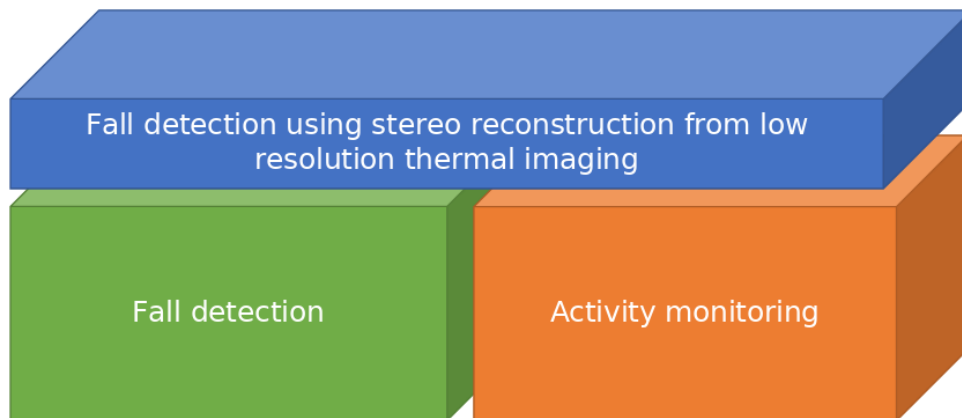 Fall detection using stereo reconstruction from low
resolution thermal imaging
Fall detection
Activity monitoring